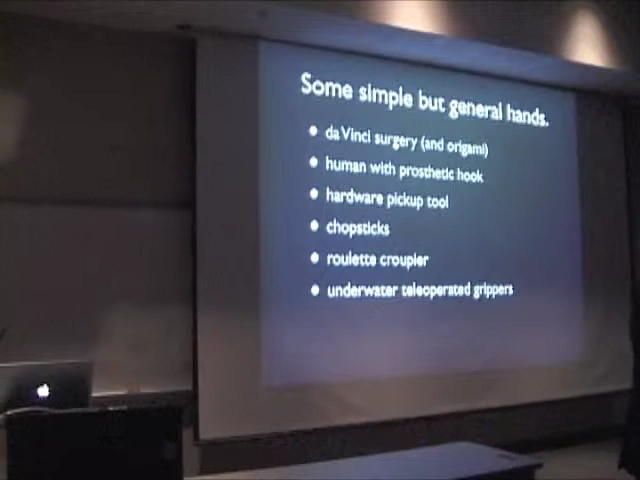 Some simple but general hands.
da Vinci surgery (and origami)
human with prosthetic hook
hardware pickup tool
chopsticks
roulette croupier
underwater teleoperated grippers